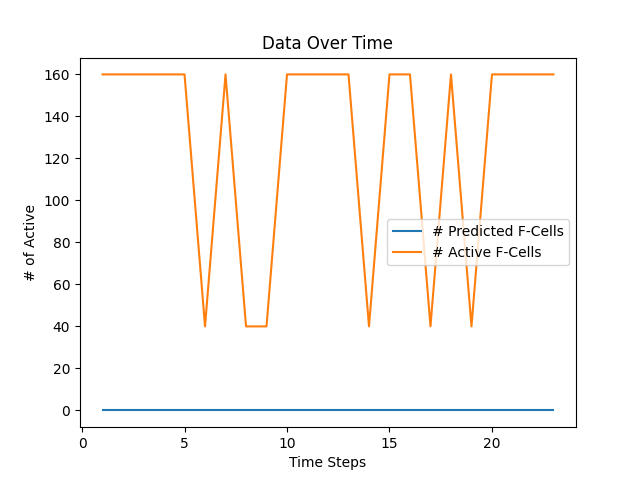 Data Over Time
# of Active
160
140
120
100
80
60
40
20
0
# Predicted F-Cells
# Active F-Cells
0 5 10 15 20
Time Steps